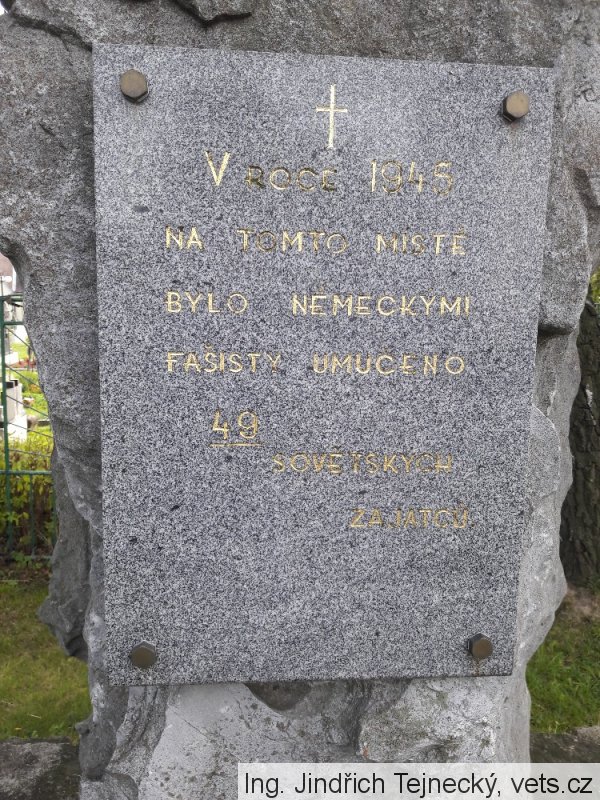 V ROCE 1945
NA TOMTO MÍSTĚ
BYLO NĚMECKÝMI
FAŠISTY UMUČENO
49
SOVĚTSKÝCH
ZAJATCŮ
Ing. Jindřich Tejnecký, vets.cz